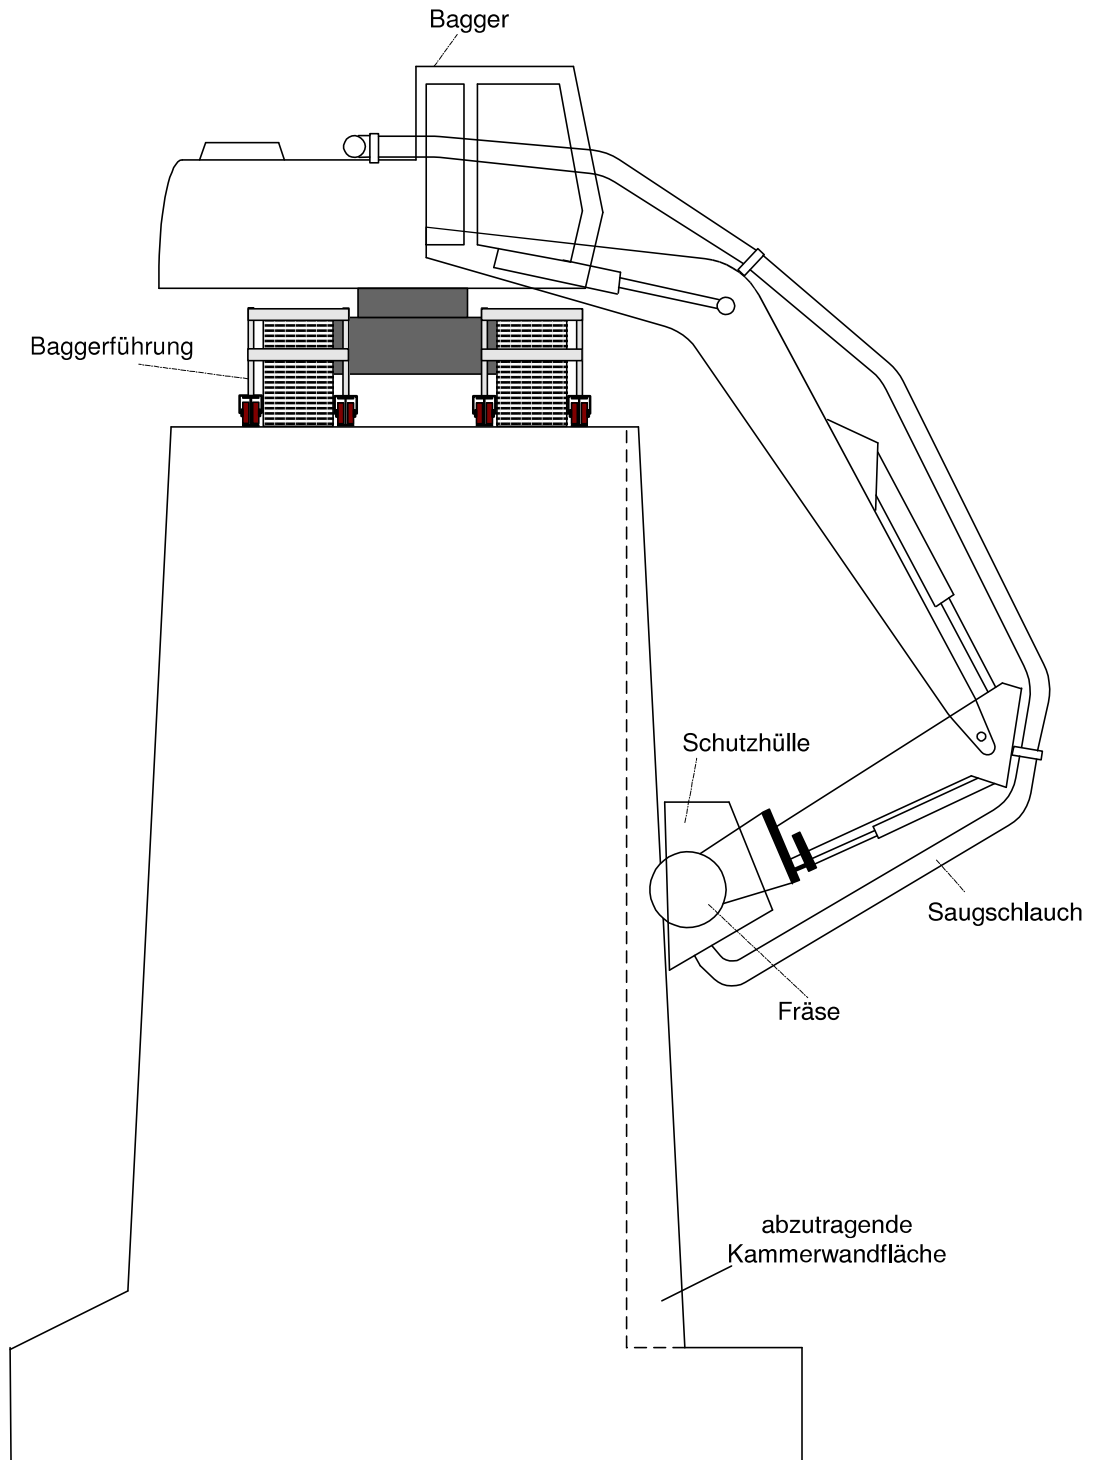 Bagger
Baggerführung
Schutzhülle
Saugschlauch
Fräse
abzutragende
Kammerwandfläche